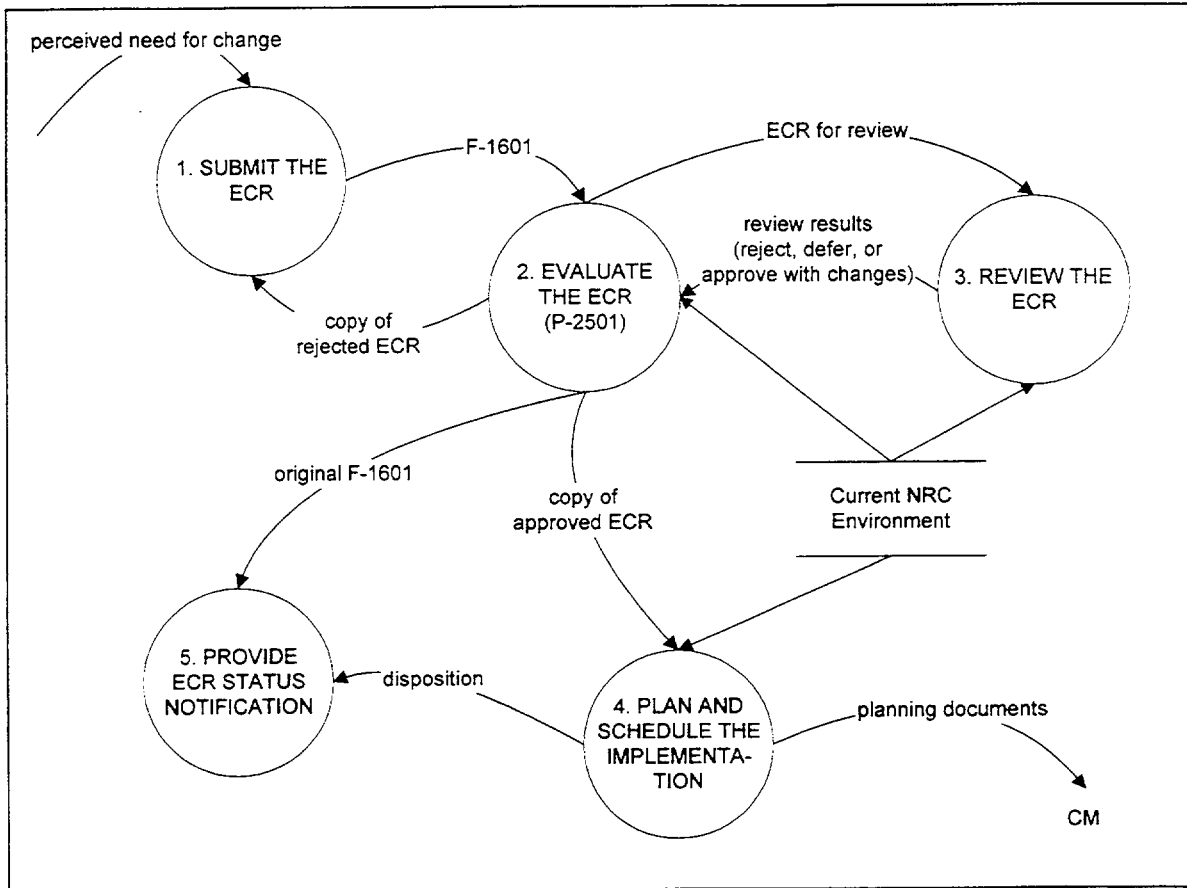 perceived need for change
1. SUBMIT THE
ECR
F-1601
ECR for review
2. EVALUATE
THE ECR
(P-2501)
review results
(reject, defer, or
approve with changes)
3. REVIEW THE
ECR
copy of
rejected ECR
original F-1601
copy of
approved ECR
Current NRC
Environment
5. PROVIDE
ECR STATUS
NOTIFICATION
disposition
4. PLAN AND
SCHEDULE THE
IMPLEMENTA-
TION
planning documents
CM